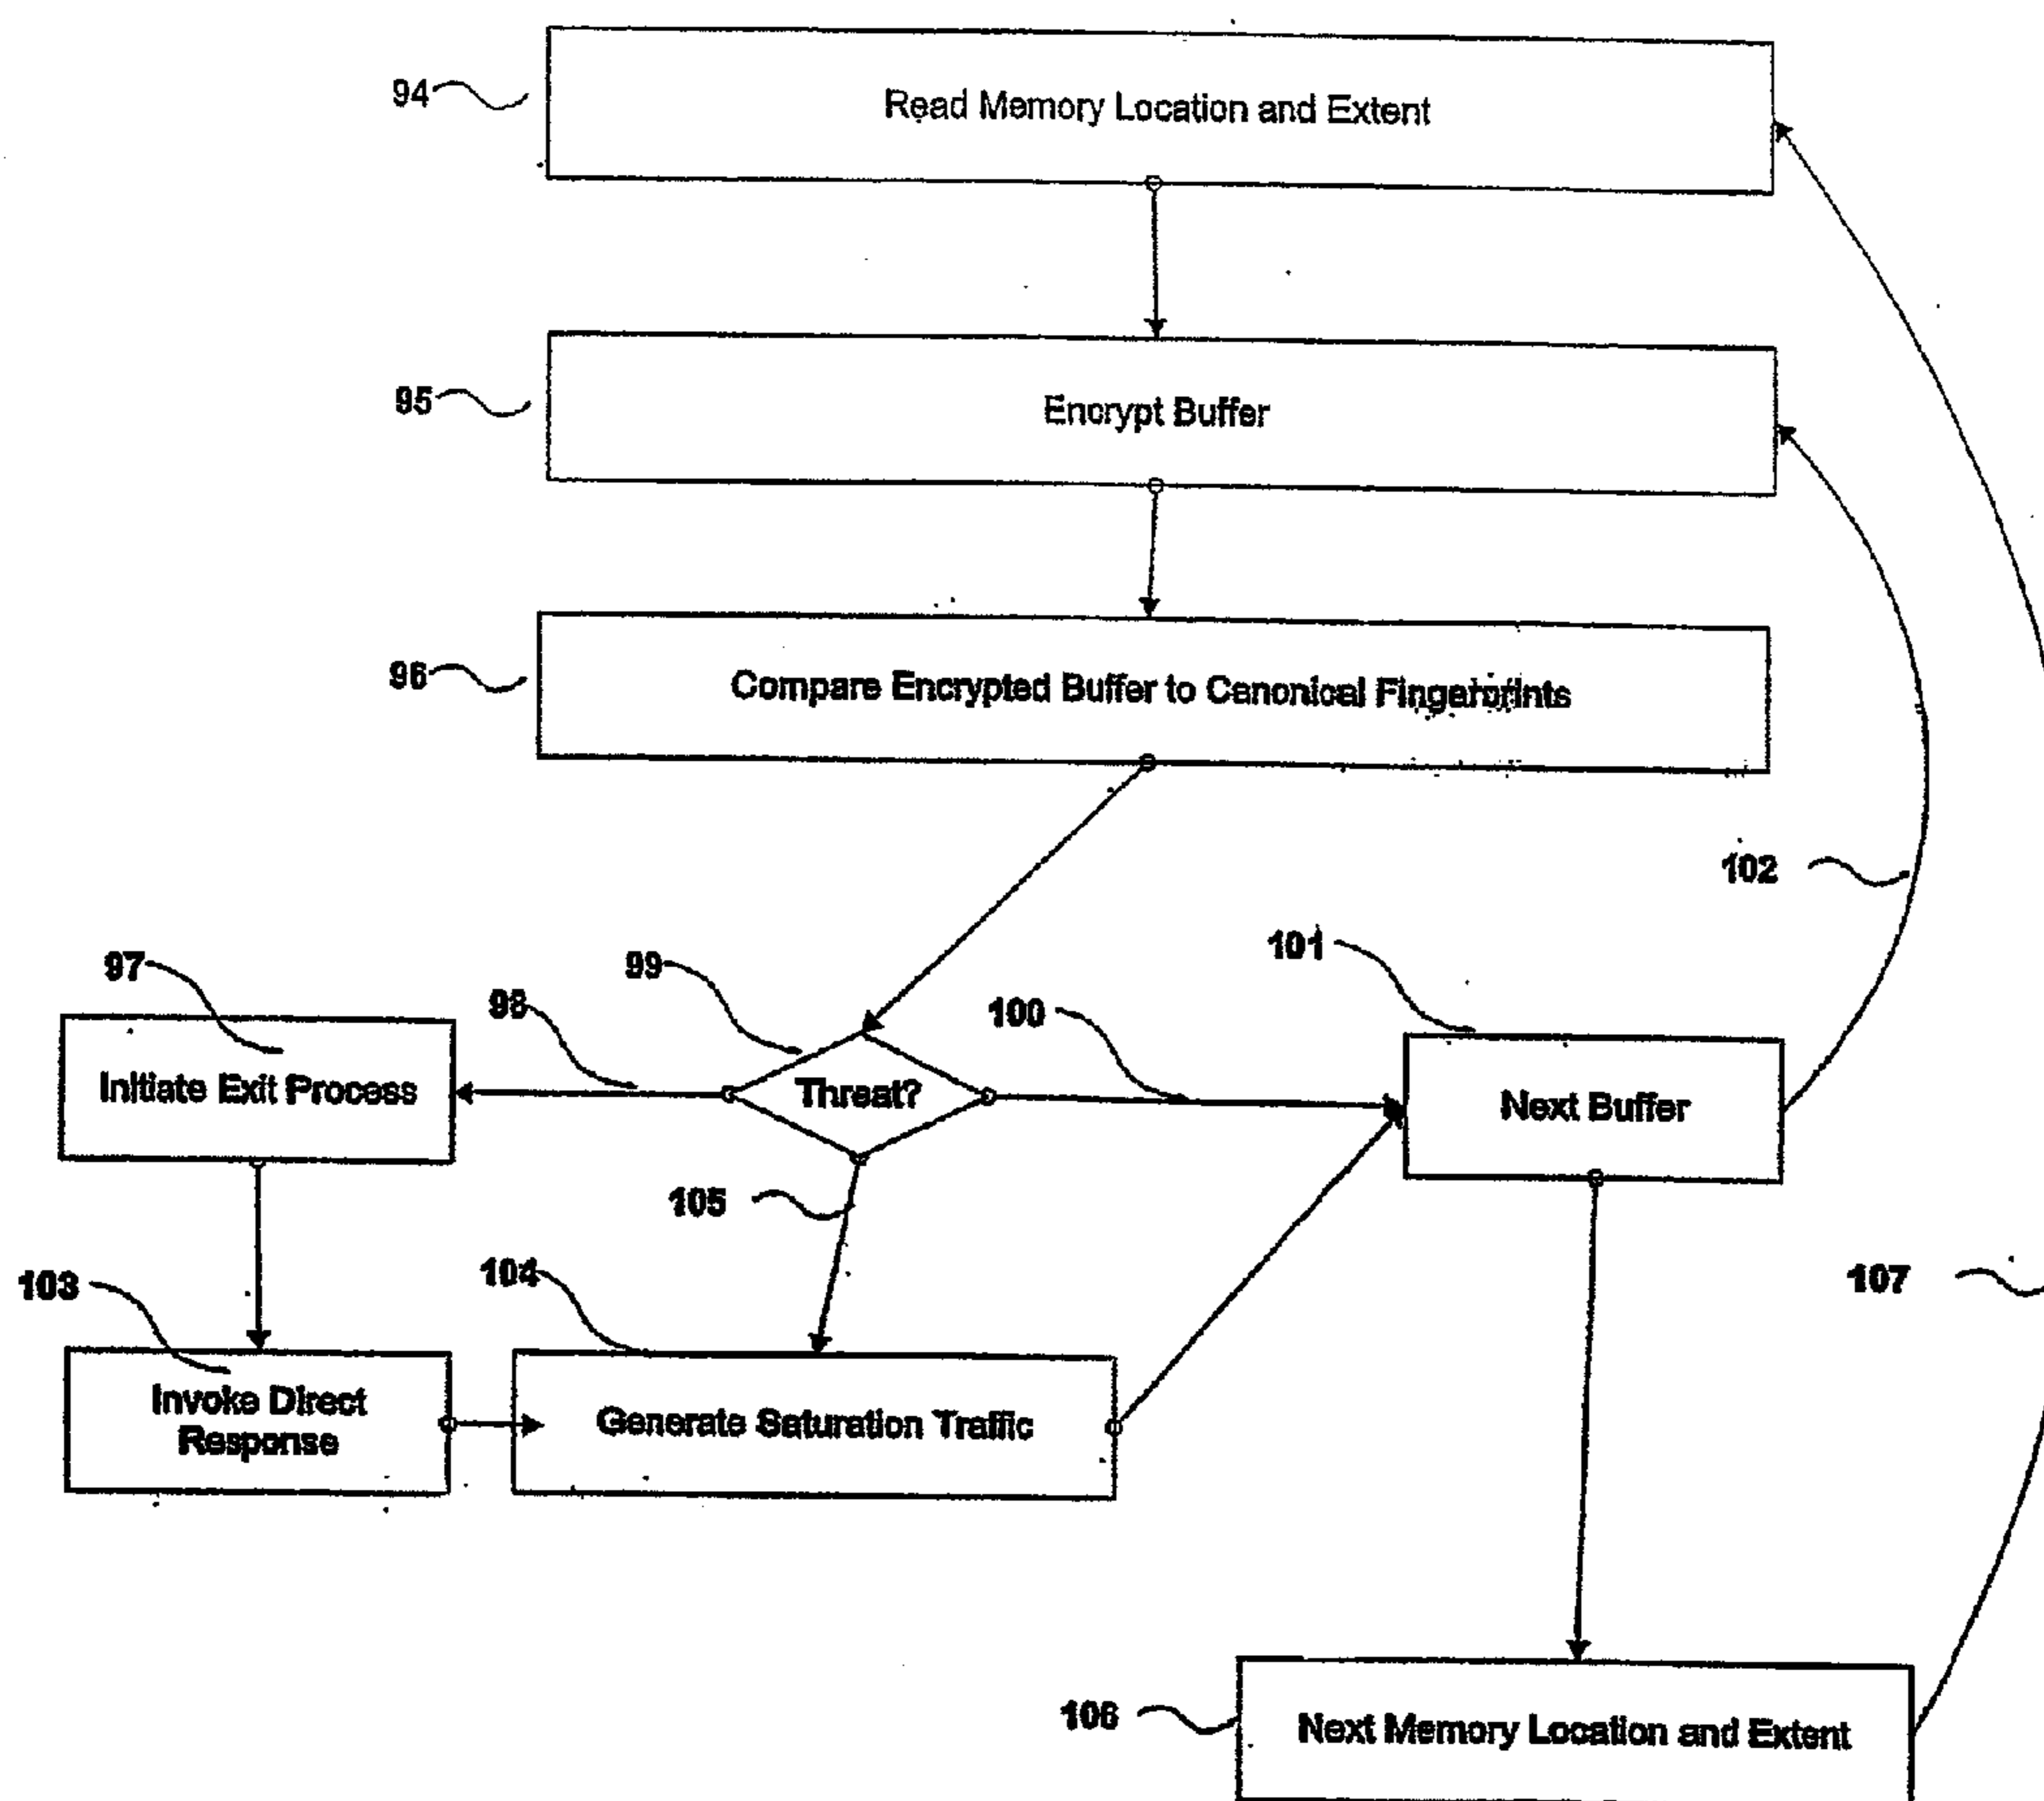 94
Read Memory Location and Extent
95
Encrypt Buffer
96
Compare Encrypted Buffer to Canonical Fingerprints
102
101
97
99
98
100
Initiate Exit Process
Threat?
Next Buffer
105
103
104
107
Invoke Direct
Response
Generate Saturation Traffic
106
Next Memory Location and Extent